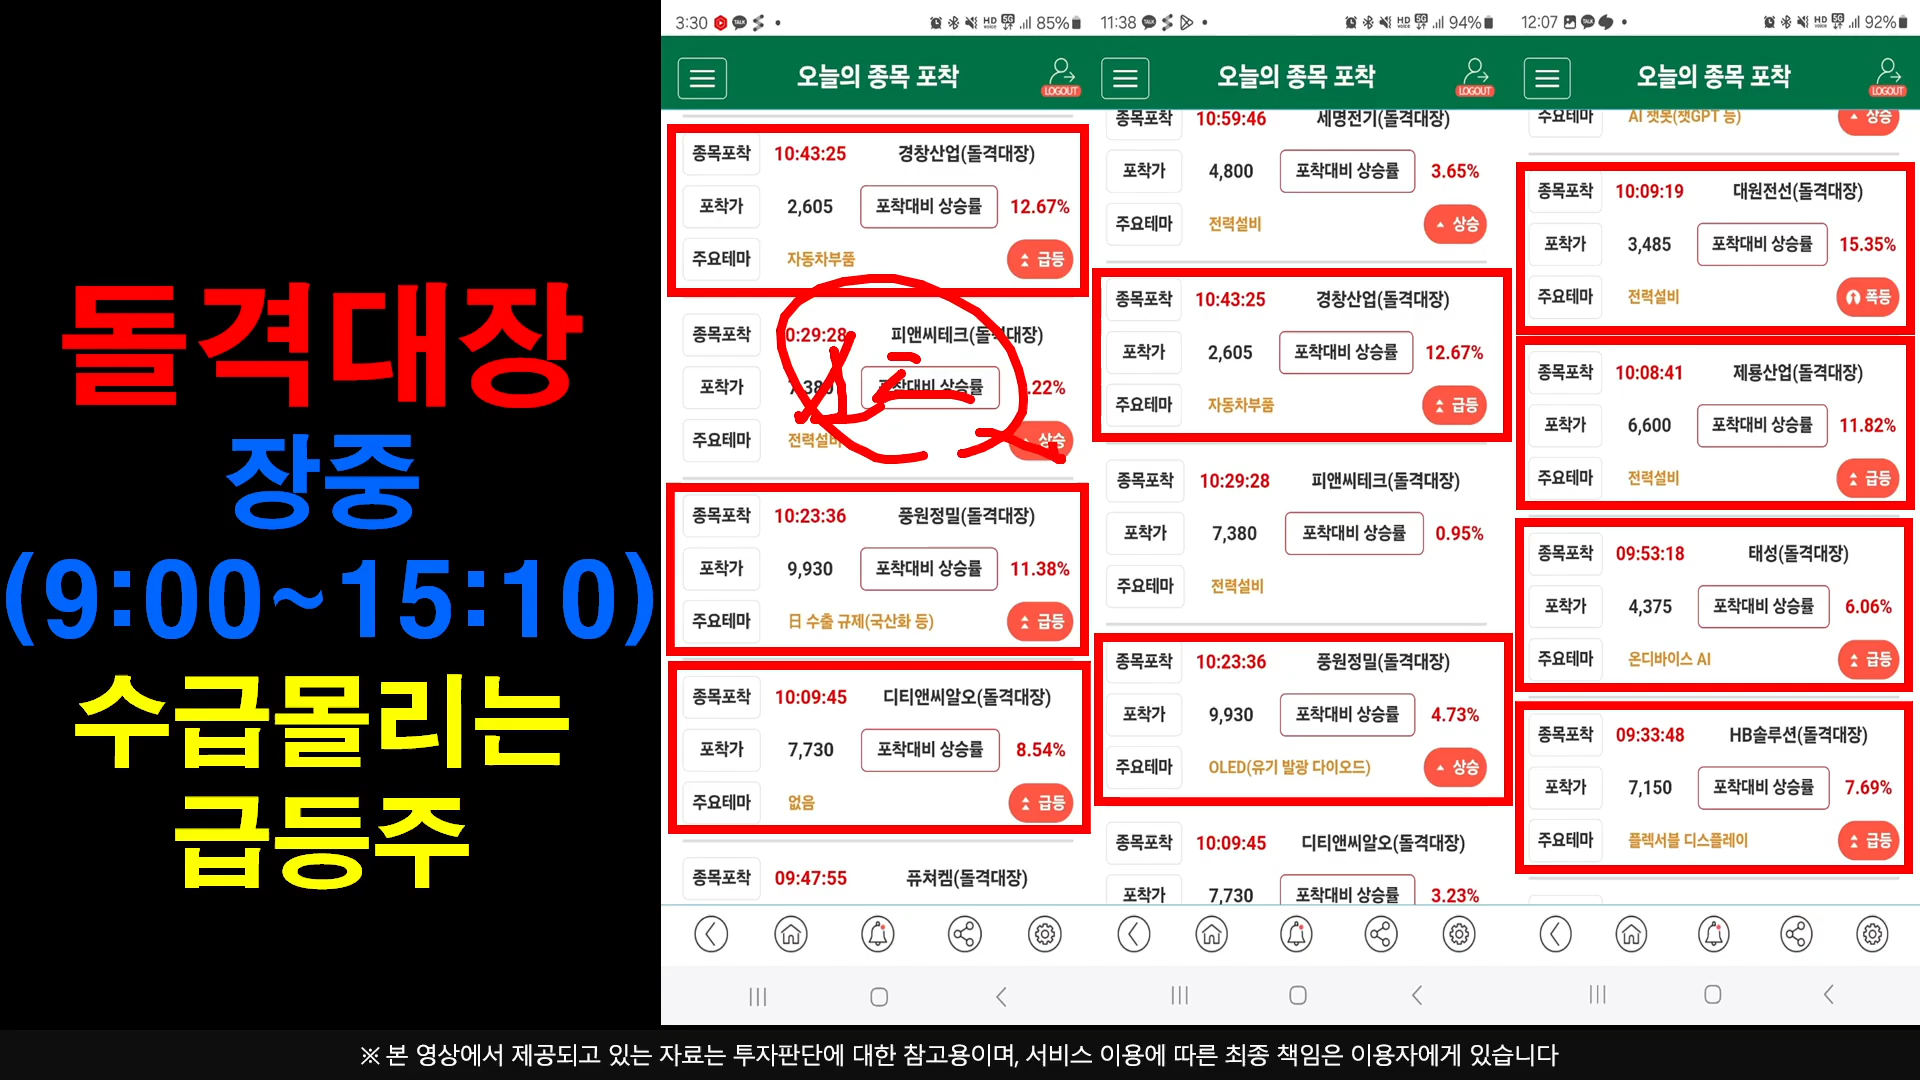 돌격대장
장중
(9:00~15:10)
수급몰리는
급등주
3:30 85%
오늘의 종목 포착
LOGOUT
종목포착 10:43:25 경창산업(돌격대장)
포착가 2,605 포착대비 상승률 12.67%
주요테마 자동차부품 급등
종목포착 0:29:28 피앤씨테크(돌격대장)
포착가 7,380 포착대비 상승률 .22%
주요테마 전력설비 상승
종목포착 10:23:36 풍원정밀(돌격대장)
포착가 9,930 포착대비 상승률 11.38%
주요테마 日 수출 규제(국산화 등) 급등
종목포착 10:09:45 디티앤씨알오(돌격대장)
포착가 7,730 포착대비 상승률 8.54%
주요테마 없음 급등
종목포착 09:47:55 퓨쳐켐(돌격대장)
11:38 94%
오늘의 종목 포착
LOGOUT
종목포착 10:59:46 세명전기(돌격대장)
포착가 4,800 포착대비 상승률 3.65%
주요테마 전력설비 상승
종목포착 10:43:25 경창산업(돌격대장)
포착가 2,605 포착대비 상승률 12.67%
주요테마 자동차부품 급등
종목포착 10:29:28 피앤씨테크(돌격대장)
포착가 7,380 포착대비 상승률 0.95%
주요테마 전력설비
종목포착 10:23:36 풍원정밀(돌격대장)
포착가 9,930 포착대비 상승률 4.73%
주요테마 OLED(유기 발광 다이오드) 상승
종목포착 10:09:45 디티앤씨알오(돌격대장)
포착가 7,730 포착대비 상승률 3.23%
12:07 92%
오늘의 종목 포착
LOGOUT
주요테마 AI 챗봇(챗GPT 등) 상승
종목포착 10:09:19 대원전선(돌격대장)
포착가 3,485 포착대비 상승률 15.35%
주요테마 전력설비 폭등
종목포착 10:08:41 제룡산업(돌격대장)
포착가 6,600 포착대비 상승률 11.82%
주요테마 전력설비 급등
종목포착 09:53:18 태성(돌격대장)
포착가 4,375 포착대비 상승률 6.06%
주요테마 온디바이스 AI 급등
종목포착 09:33:48 HB솔루션(돌격대장)
포착가 7,150 포착대비 상승률 7.69%
주요테마 플렉서블 디스플레이 급등
※ 본 영상에서 제공되고 있는 자료는 투자판단에 대한 참고용이며, 서비스 이용에 따른 최종 책임은 이용자에게 있습니다